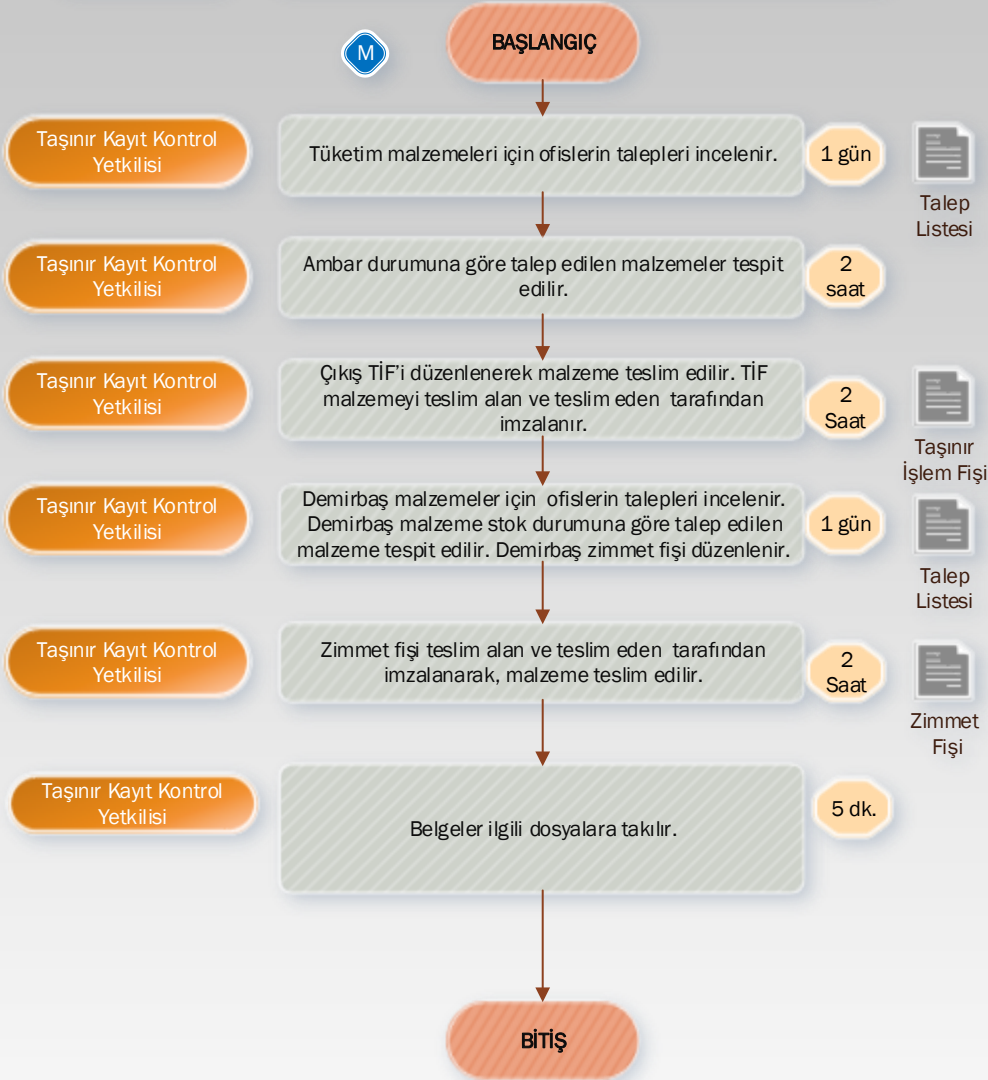 M
BAŞLANGIÇ
Taşınır Kayıt Kontrol
Yetkilisi
Tüketim malzemeleri için ofislerin talepleri incelenir.
1 gün
Talep
Listesi
Taşınır Kayıt Kontrol
Yetkilisi
Ambar durumuna göre talep edilen malzemeler tespit
edilir.
2
saat
Taşınır Kayıt Kontrol
Yetkilisi
Çıkış TİF’i düzenlenerek malzeme teslim edilir. TİF
malzemeyi teslim alan ve teslim eden tarafından
imzalanır.
2
Saat
Taşınır
İşlem Fişi
Taşınır Kayıt Kontrol
Yetkilisi
Demirbaş malzemeler için ofislerin talepleri incelenir.
Demirbaş malzeme stok durumuna göre talep edilen
malzeme tespit edilir. Demirbaş zimmet fişi düzenlenir.
1 gün
Talep
Listesi
Taşınır Kayıt Kontrol
Yetkilisi
Zimmet fişi teslim alan ve teslim eden tarafından
imzalanarak, malzeme teslim edilir.
2
Saat
Zimmet
Fişi
Taşınır Kayıt Kontrol
Yetkilisi
Belgeler ilgili dosyalara takılır.
5 dk.
BİTİŞ